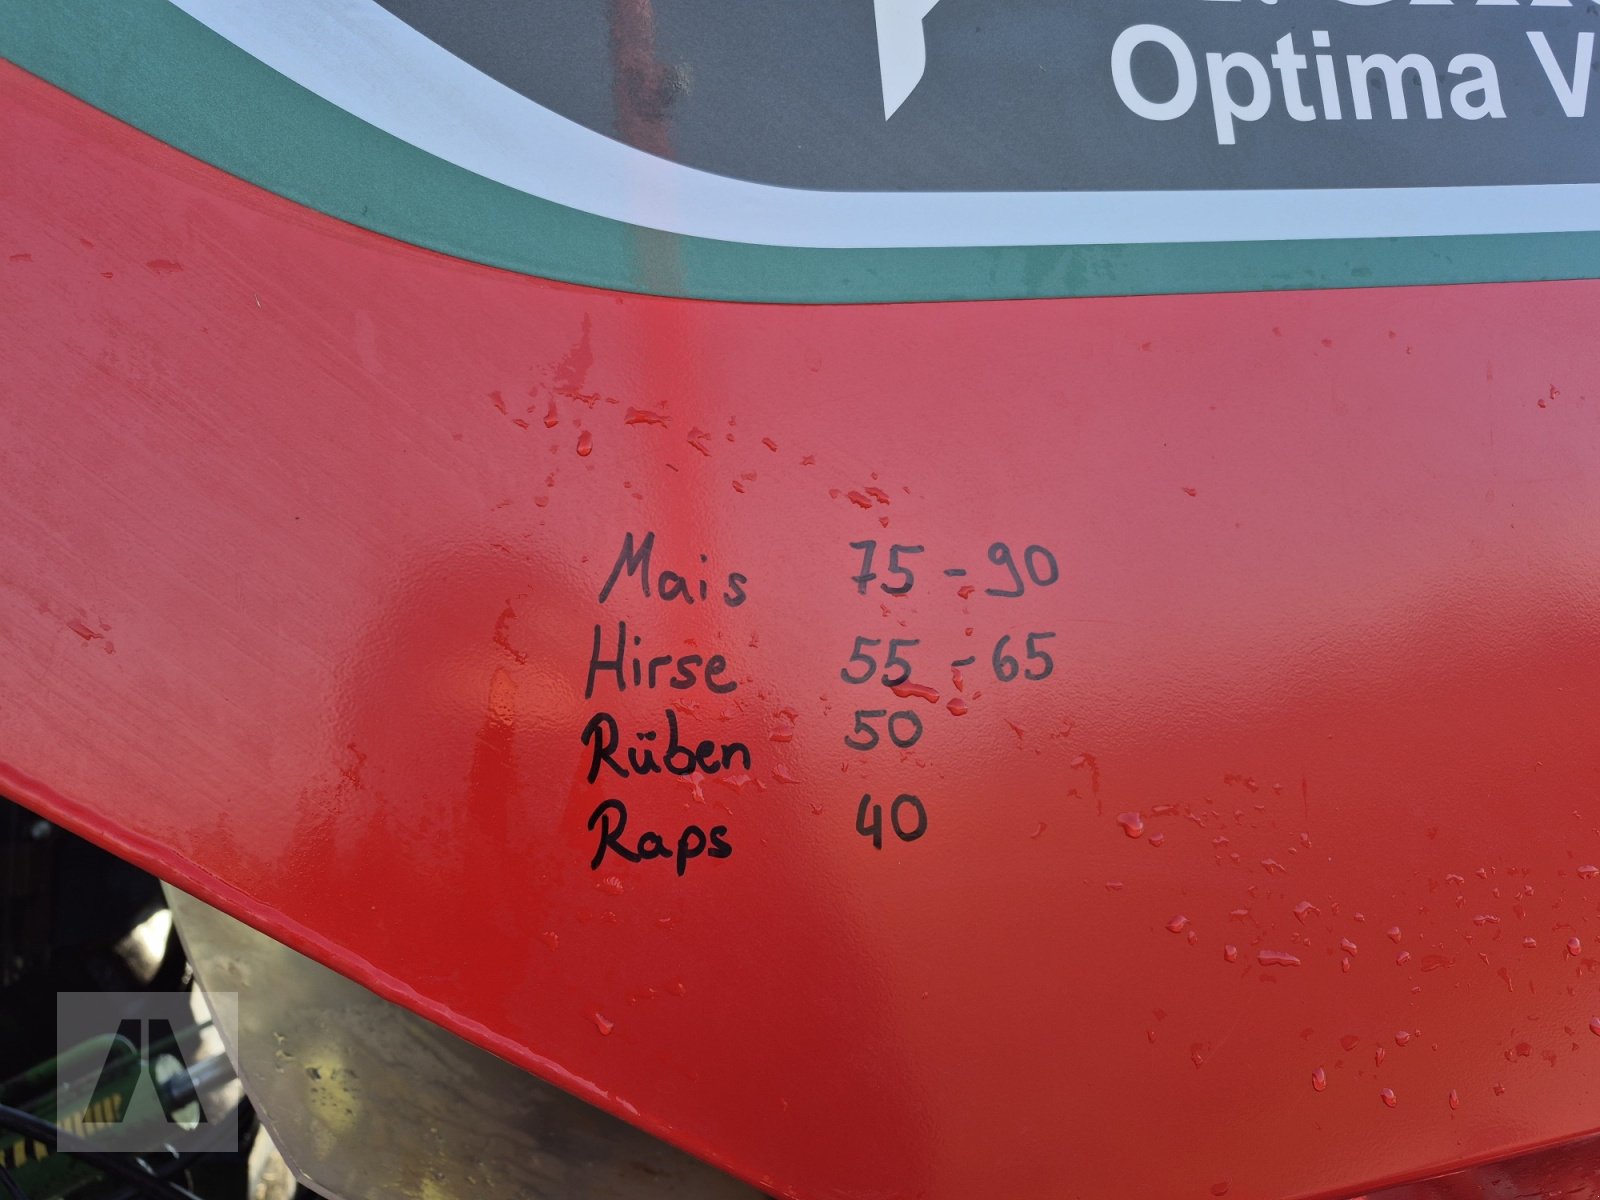 Optima V
Mais 75 - 90
Hirse 55 - 65
Rüben 50
Raps 40